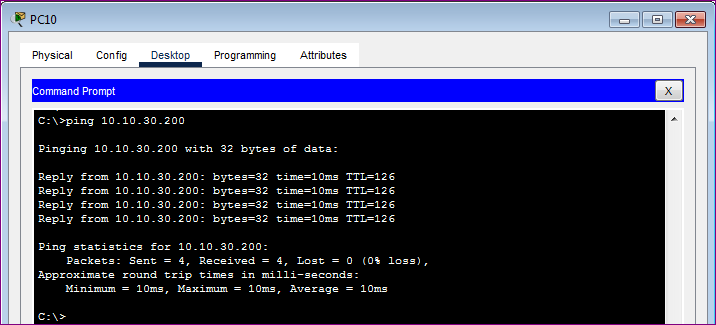 PC10
Physical Config Desktop Programming Attributes
Command Prompt X
C:\>ping 10.10.30.200
Pinging 10.10.30.200 with 32 bytes of data:
Reply from 10.10.30.200: bytes=32 time=10ms TTL=126
Reply from 10.10.30.200: bytes=32 time=10ms TTL=126
Reply from 10.10.30.200: bytes=32 time=10ms TTL=126
Reply from 10.10.30.200: bytes=32 time=10ms TTL=126
Ping statistics for 10.10.30.200:
Packets: Sent = 4, Received = 4, Lost = 0 (0% loss),
Approximate round trip times in milli-seconds:
Minimum = 10ms, Maximum = 10ms, Average = 10ms
C:\>